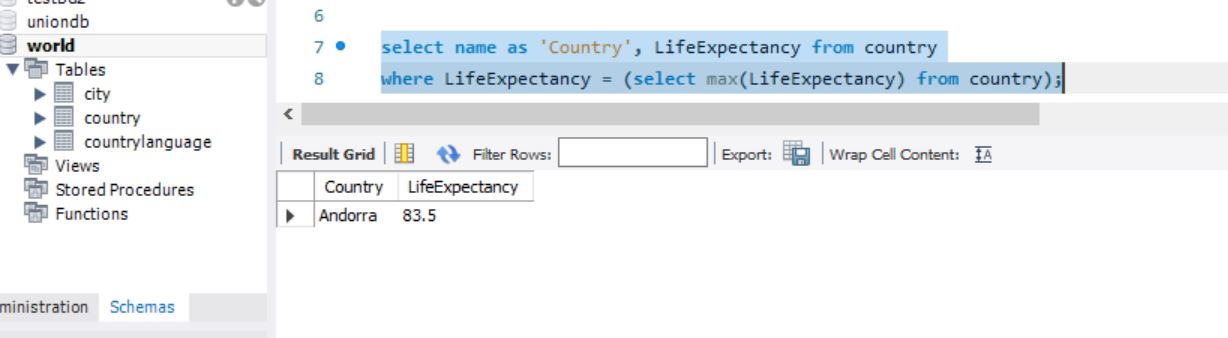 uniondb
world
Tables
city
country
countrylanguage
Views
Stored Procedures
Functions
ministration Schemas
6
7 select name as 'Country', LifeExpectancy from country
8 where LifeExpectancy = (select max(LifeExpectancy) from country);
Result Grid Filter Rows: Export: Wrap Cell Content: IA
Country LifeExpectancy
Andorra 83.5